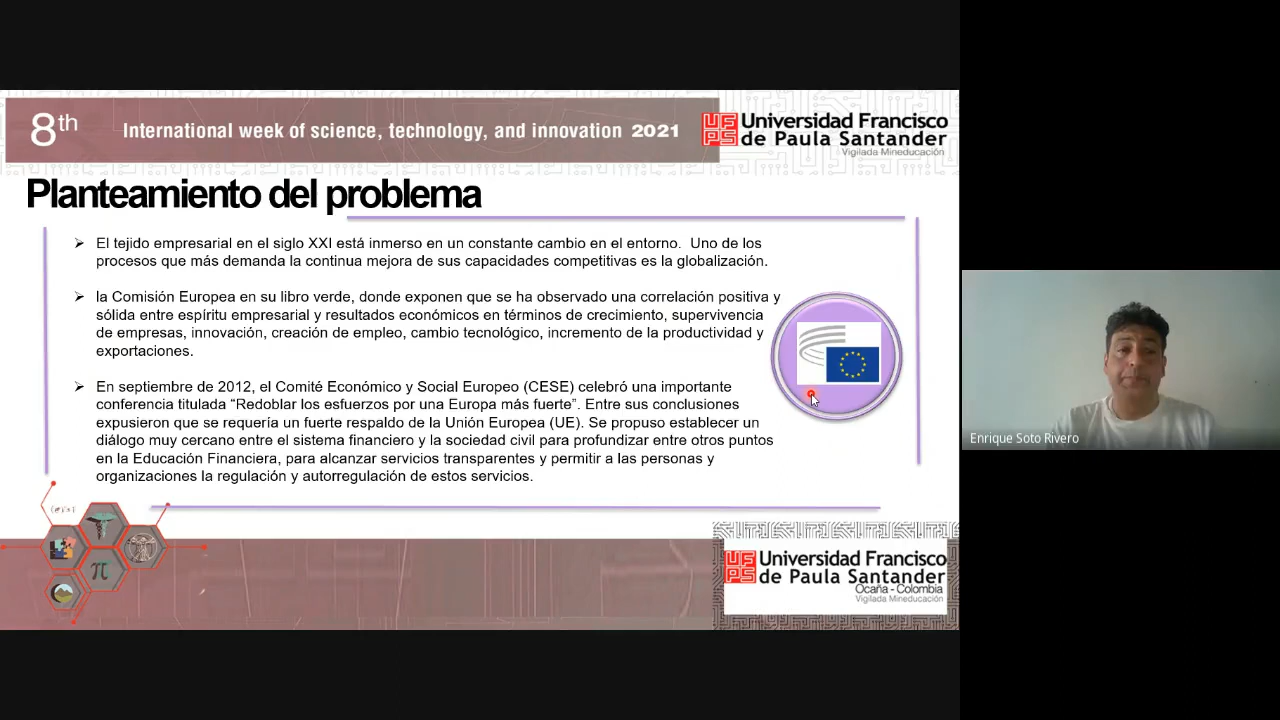 8th
International week of science, technology, and innovation 2021
UFPS Universidad Francisco
de Paula Santander
Vigilada Mineducación
Planteamiento del problema
➢ El tejido empresarial en el siglo XXI está inmerso en un constante cambio en el entorno. Uno de los
procesos que más demanda la continua mejora de sus capacidades competitivas es la globalización.
➢ la Comisión Europea en su libro verde, donde exponen que se ha observado una correlación positiva y
sólida entre espíritu empresarial y resultados económicos en términos de crecimiento, supervivencia
de empresas, innovación, creación de empleo, cambio tecnológico, incremento de la productividad y
exportaciones.
➢ En septiembre de 2012, el Comité Económico y Social Europeo (CESE) celebró una importante
conferencia titulada “Redoblar los esfuerzos por una Europa más fuerte”. Entre sus conclusiones
expusieron que se requería un fuerte respaldo de la Unión Europea (UE). Se propuso establecer un
diálogo muy cercano entre el sistema financiero y la sociedad civil para profundizar entre otros puntos
en la Educación Financiera, para alcanzar servicios transparentes y permitir a las personas y
organizaciones la regulación y autorregulación de estos servicios.
Enrique Soto Rivero
π
UFPS Universidad Francisco
de Paula Santander
Ocaña - Colombia
Vigilada Mineducación